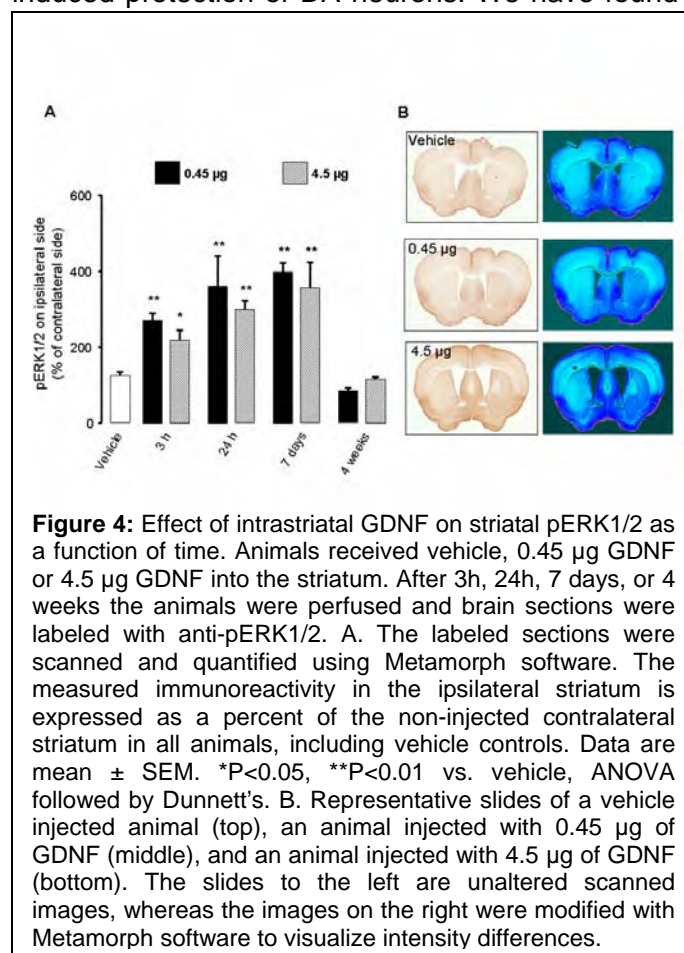 induced protection of DA neurons. We have found
A
B
0.45 µg
4.5 µg
600
400
200
0
pERK1/2 on ipsilateral side
(% of contralateral side)
**
*
**
**
**
**
Vehicle
3 h
24 h
7 days
4 weeks
Vehicle
0.45 µg
4.5 µg
Figure 4: Effect of intrastriatal GDNF on striatal pERK1/2 as
a function of time. Animals received vehicle, 0.45 µg GDNF
or 4.5 µg GDNF into the striatum. After 3h, 24h, 7 days, or 4
weeks the animals were perfused and brain sections were
labeled with anti-pERK1/2. A. The labeled sections were
scanned and quantified using Metamorph software. The
measured immunoreactivity in the ipsilateral striatum is
expressed as a percent of the non-injected contralateral
striatum in all animals, including vehicle controls. Data are
mean ± SEM. *P<0.05, **P<0.01 vs. vehicle, ANOVA
followed by Dunnett's. B. Representative slides of a vehicle
injected animal (top), an animal injected with 0.45 µg of
GDNF (middle), and an animal injected with 4.5 µg of GDNF
(bottom). The slides to the left are unaltered scanned
images, whereas the images on the right were modified with
Metamorph software to visualize intensity differences.